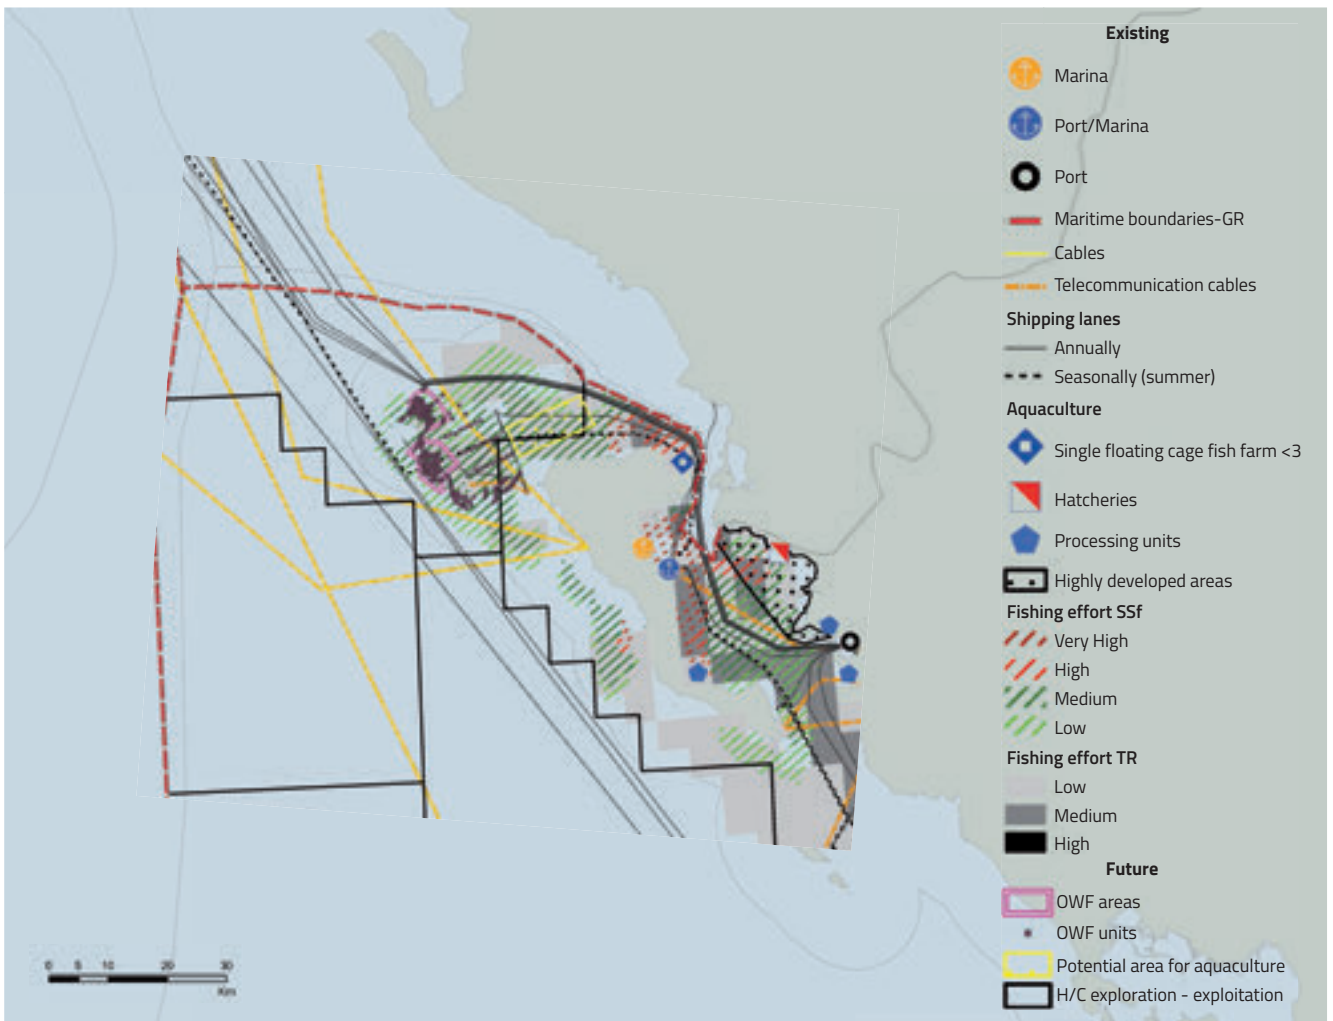 Existing
Marina
Port/Marina
Port
Maritime boundaries-GR
Cables
Telecommunication cables
Shipping lanes
Annually
Seasonally (summer)
Aquaculture
Single floating cage fish farm <3
Hatcheries
Processing units
Highly developed areas
Fishing effort SSf
Very High
High
Medium
Low
Fishing effort TR
Low
Medium
High
Future
OWF areas
OWF units
Potential area for aquaculture
H/C exploration - exploitation
0 5 10 20 30
Km